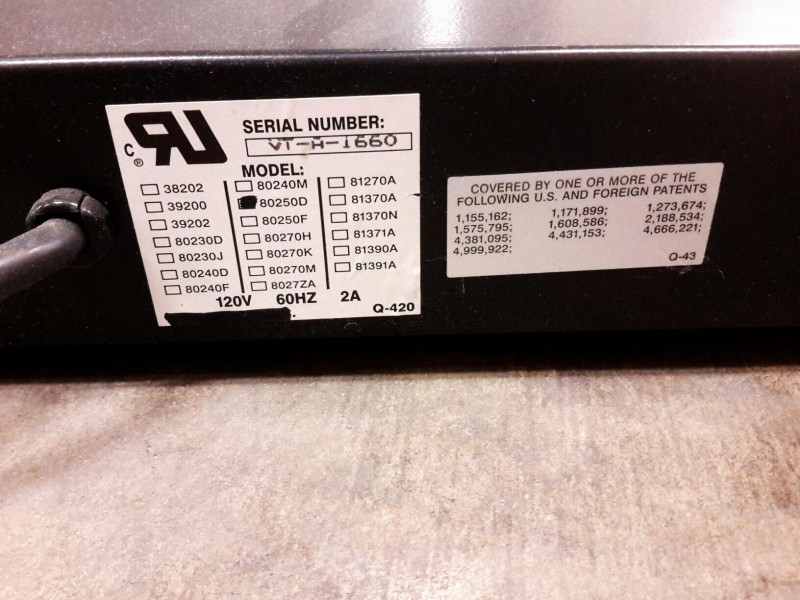 C
®
SERIAL NUMBER:
VT-A-1660
MODEL:
38202
39200
39202
80230D
80230J
80240D
80240F
80240M
80250D
80250F
80270H
80270K
80270M
8027ZA
81270A
81370A
81370N
81371A
81390A
81391A
120V 60HZ 2A
Q-420
COVERED BY ONE OR MORE OF THE
FOLLOWING U.S. AND FOREIGN PATENTS
1,155,162; 1,171,899; 1,273,674;
1,575,795; 1,608,586; 2,188,534;
4,381,095; 4,431,153; 4,666,221;
4,999,922;
Q-43